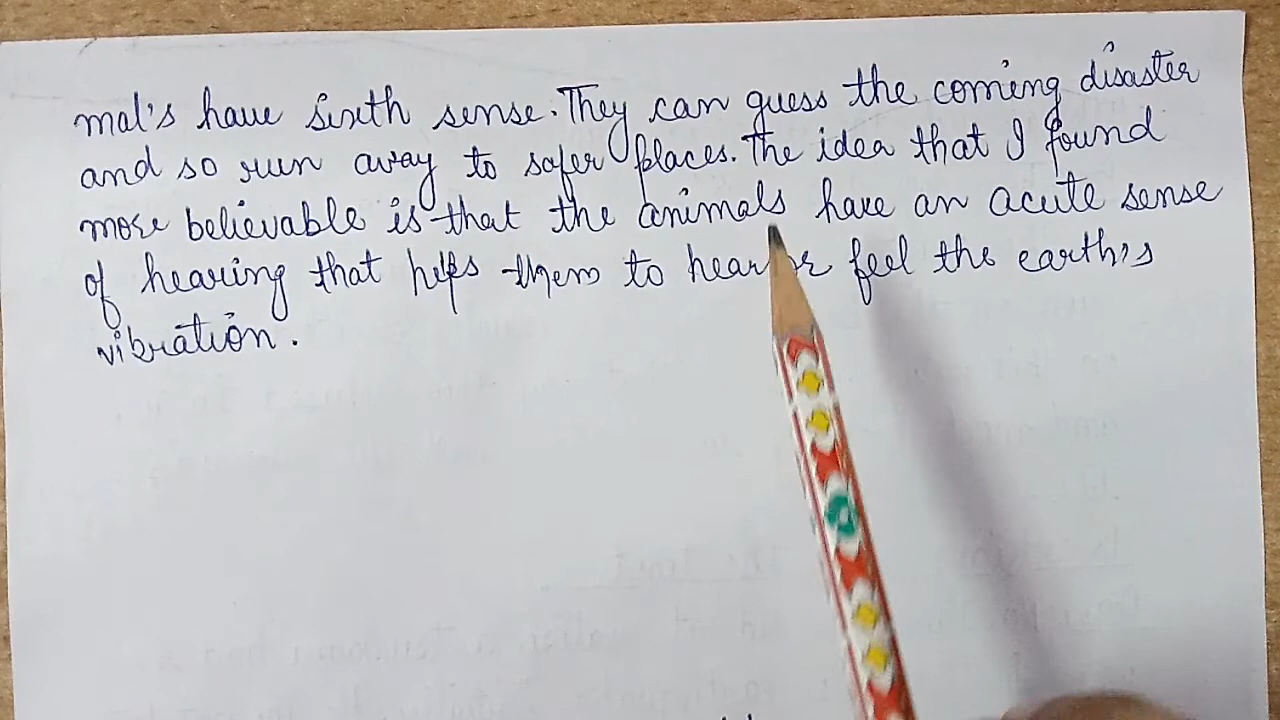 mal's have sixth sense. They can guess the coming disaster
and so run away to safer places. The idea that I found
more believable is that the animals have an acute sense
of hearing that helps them to hear or feel the earth's
vibration.